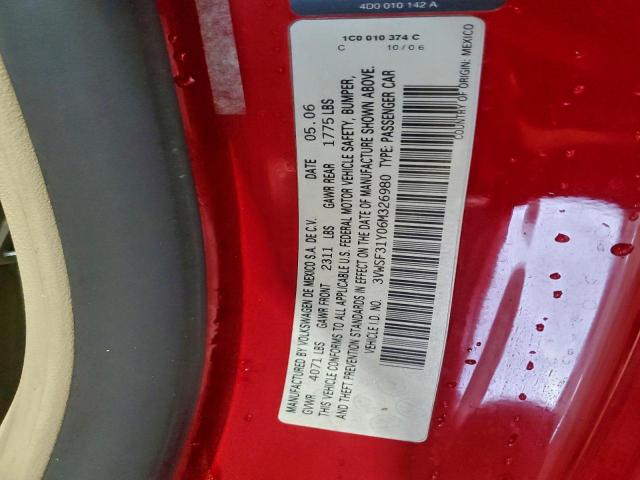 4D0 010 142 A
1C0 010 374 C
C 10/06
MANUFACTURED BY VOLKSWAGEN DE MEXICO S.A. DE C.V. DATE 05.06
GVWR 4071 LBS GAWR FRONT 2311 LBS GAWR REAR 1775 LBS
THIS VEHICLE CONFORMS TO ALL APPLICABLE U.S. FEDERAL MOTOR VEHICLE SAFETY, BUMPER,
AND THEFT PREVENTION STANDARDS IN EFFECT ON THE DATE OF MANUFACTURE SHOWN ABOVE.
VEHICLE I.D. NO. 3VWSF31Y06M326980 TYPE: PASSENGER CAR
COUNTRY OF ORIGIN: MEXICO